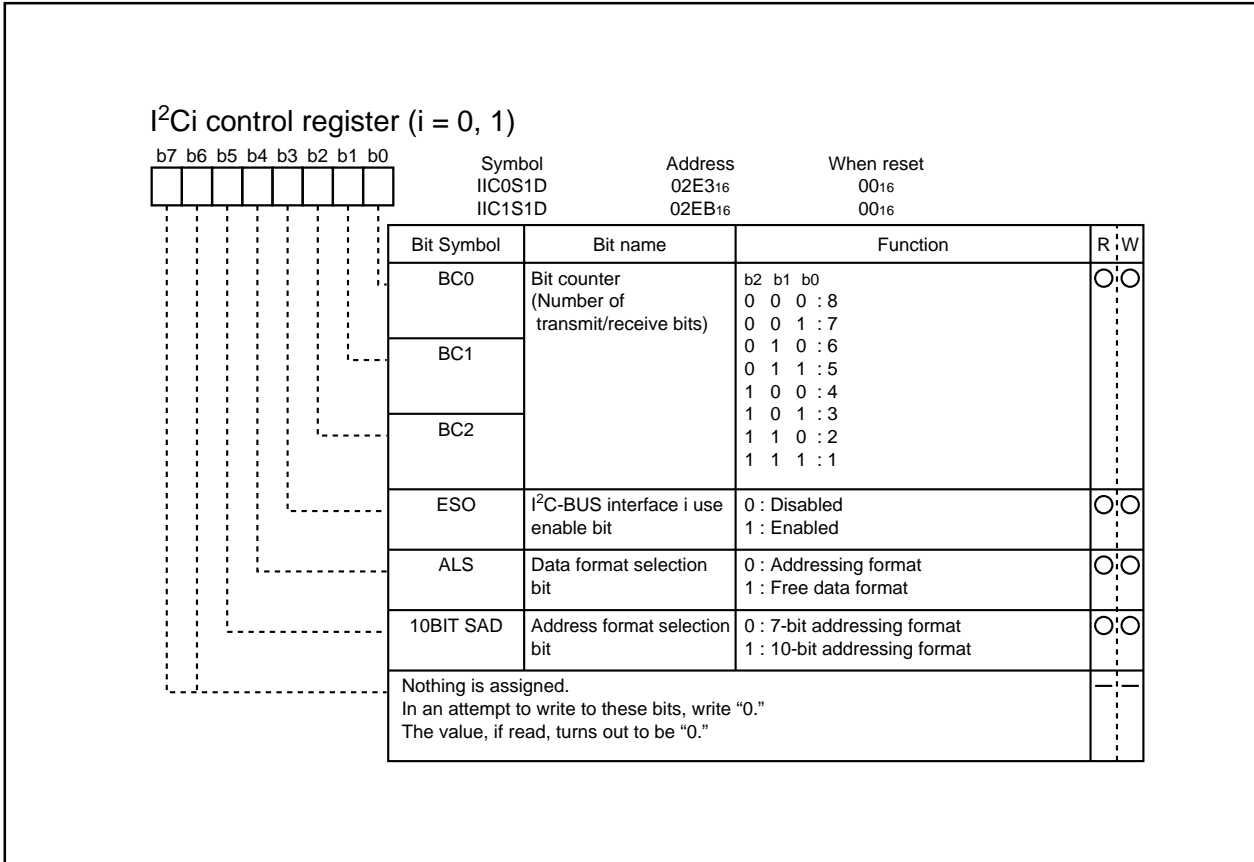 I²Ci control register (i = 0, 1)
b7 b6 b5 b4 b3 b2 b1 b0
Symbol Address When reset
IIC0S1D 02E3₁₆ 00₁₆
IIC1S1D 02EB₁₆ 00₁₆
Bit Symbol Bit name Function R W
BC0 Bit counter b2 b1 b0
(Number of 0 0 0 : 8
transmit/receive bits) 0 0 1 : 7
BC1 0 1 0 : 6
0 1 1 : 5
1 0 0 : 4
1 0 1 : 3
BC2 1 1 0 : 2
1 1 1 : 1
ESO I²C-BUS interface i use 0 : Disabled
enable bit 1 : Enabled
ALS Data format selection 0 : Addressing format
bit 1 : Free data format
10BIT SAD Address format selection 0 : 7-bit addressing format
bit 1 : 10-bit addressing format
Nothing is assigned. — —
In an attempt to write to these bits, write “0.”
The value, if read, turns out to be “0.”